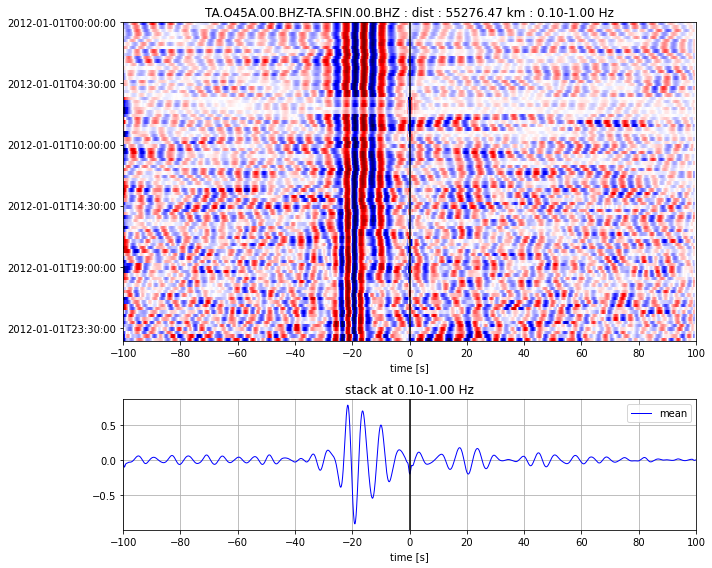 TA.O45A.00.BHZ-TA.SFIN.00.BHZ : dist : 55276.47 km : 0.10-1.00 Hz
2012-01-01T00:00:00
2012-01-01T04:30:00
2012-01-01T10:00:00
2012-01-01T14:30:00
2012-01-01T19:00:00
2012-01-01T23:30:00
−100 −80 −60 −40 −20 0 20 40 60 80 100
time [s]
stack at 0.10-1.00 Hz
mean
0.5
0.0
−0.5
−100 −80 −60 −40 −20 0 20 40 60 80 100
time [s]